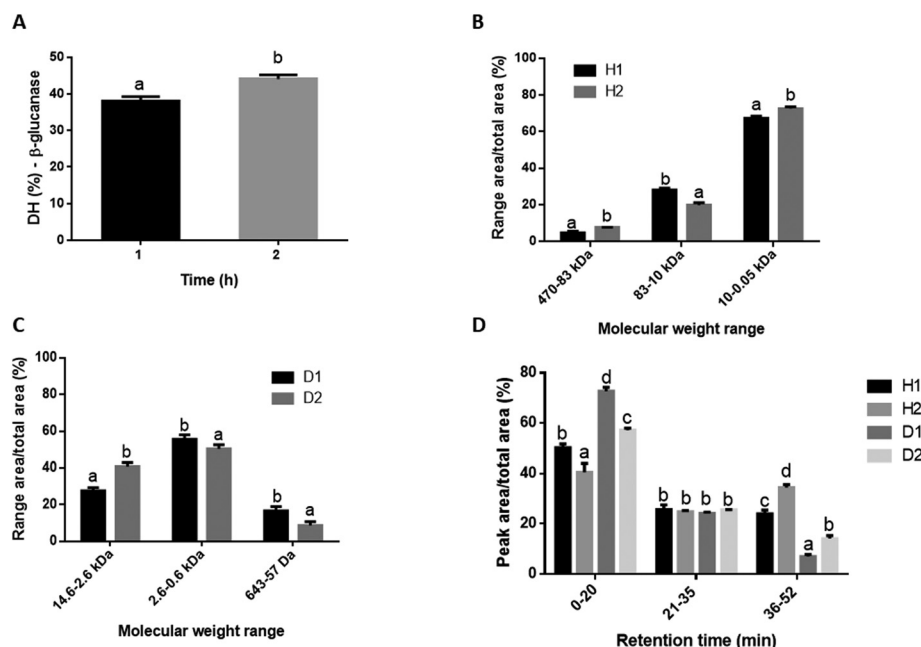 A
DH (%) - β-glucanase
50
40
30
20
10
0
a
b
1
2
Time (h)
B
Range area/total area (%)
100
80
60
40
20
0
H1
H2
a
b
b
a
a
b
470-83 kDa
83-10 kDa
10-0.05 kDa
Molecular weight range
C
Range area/total area (%)
100
80
60
40
20
0
D1
D2
a
b
b
a
b
a
14.6-2.6 kDa
2.6-0.6 kDa
643-57 Da
Molecular weight range
D
Peak area/total area (%)
80
60
40
20
0
H1
H2
D1
D2
b
a
d
c
b
b
b
b
c
d
a
b
0-20
21-35
36-52
Retention time (min)